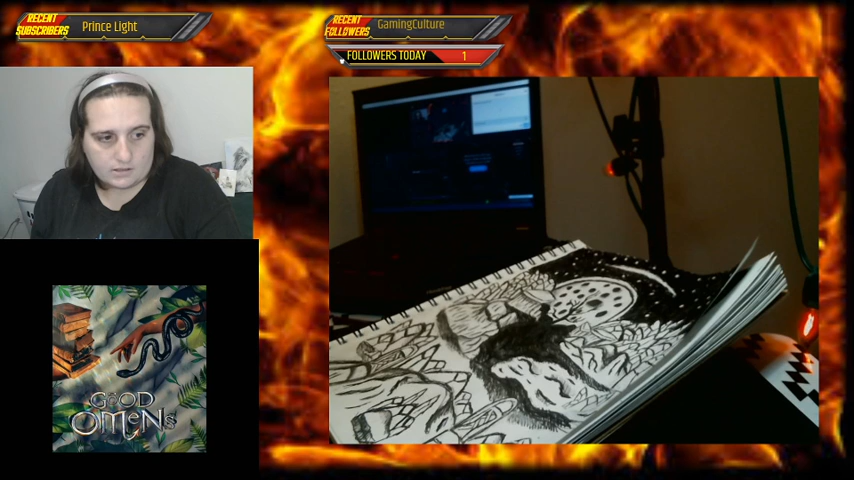 RECENT
SUBSCRIBERS
Prince Light
RECENT
FOLLOWERS
GamingCulture
FOLLOWERS TODAY
1
GOOD
OMENS